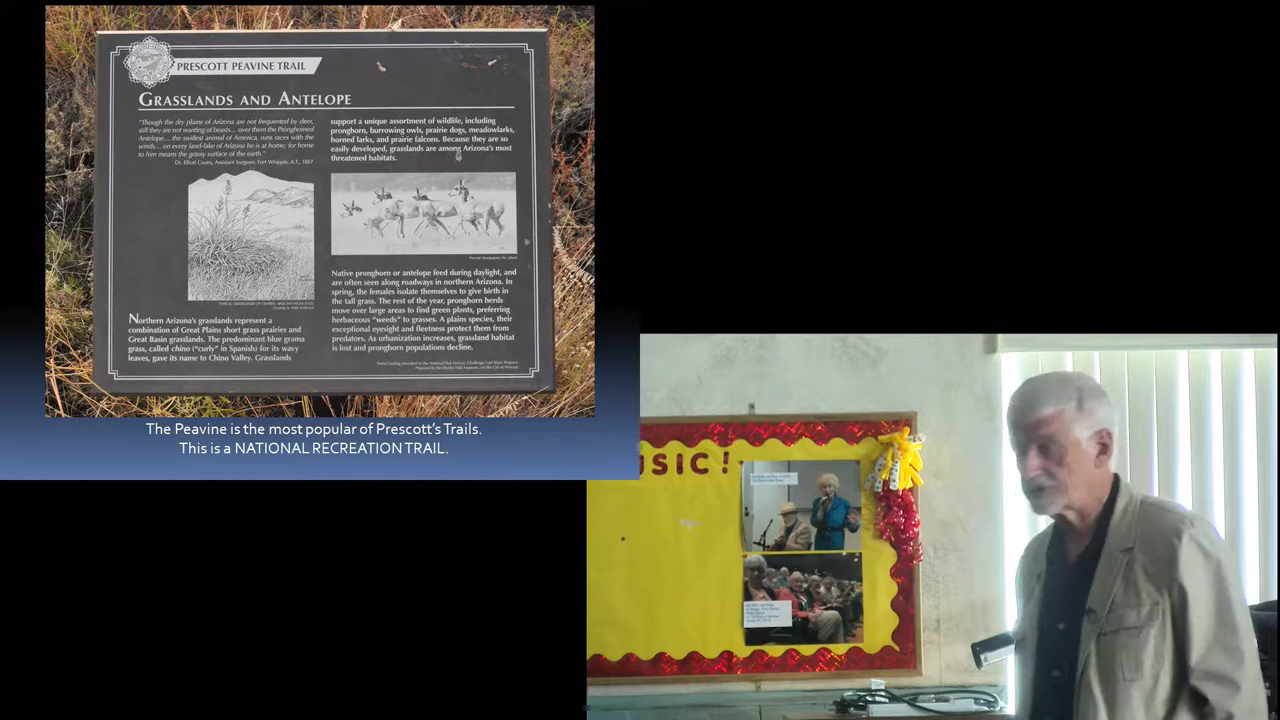 PRESCOTT PEAVINE TRAIL
GRASSLANDS AND ANTELOPE
"Though the dry plains of Arizona are not frequented by deer,
still they are not wanting of beasts... over them the Pronghorned
Antelope... the swiftest animal of America, runs races with the
winds... on every land-lake of Arizona he is at home; for home
to him means the grassy surface of the earth."
Dr. Elliott Coues, Assistant Surgeon, Fort Whipple, A.T., 1867
TYPICAL GRASSLANDS OF CENTRAL ARIZONA HIGHLANDS
Northern Arizona's grasslands represent a
combination of Great Plains short grass prairies and
Great Basin grasslands. The predominant blue grama
grass, called chino ("curly" in Spanish) for its wavy
leaves, gave its name to Chino Valley. Grasslands
support a unique assortment of wildlife, including
pronghorn, burrowing owls, prairie dogs, meadowlarks,
horned larks, and prairie falcons. Because they are so
easily developed, grasslands are among Arizona's most
threatened habitats.
Native pronghorn or antelope feed during daylight, and
are often seen along roadways in northern Arizona. In
spring, the females isolate themselves to give birth in
the tall grass. The rest of the year, pronghorn herds
move over large areas to find green plants, preferring
herbaceous "weeds" to grasses. A plains species, their
exceptional eyesight and fleetness protect them from
predators. As urbanization increases, grassland habitat
is lost and pronghorn populations decline.
The Peavine is the most popular of Prescott's Trails.
This is a NATIONAL RECREATION TRAIL.
USIC!